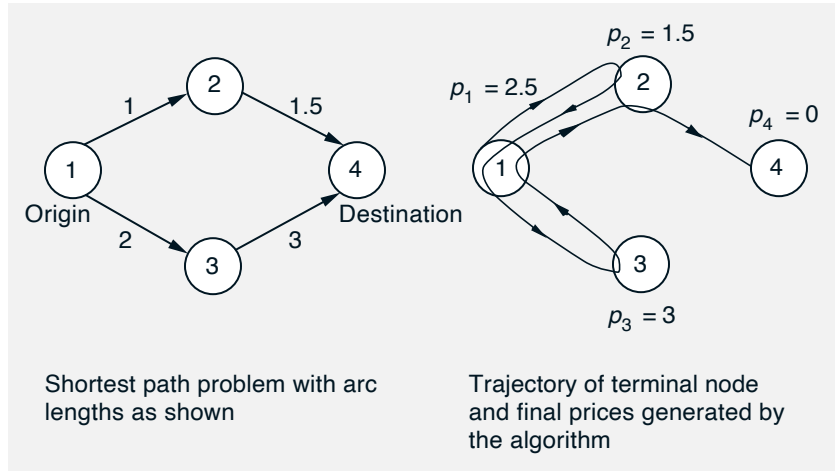 1
2
3
4
Origin
Destination
1
1.5
2
3
Shortest path problem with arc
lengths as shown
p2 = 1.5
p1 = 2.5
p4 = 0
2
1
4
3
p3 = 3
Trajectory of terminal node
and final prices generated by
the algorithm